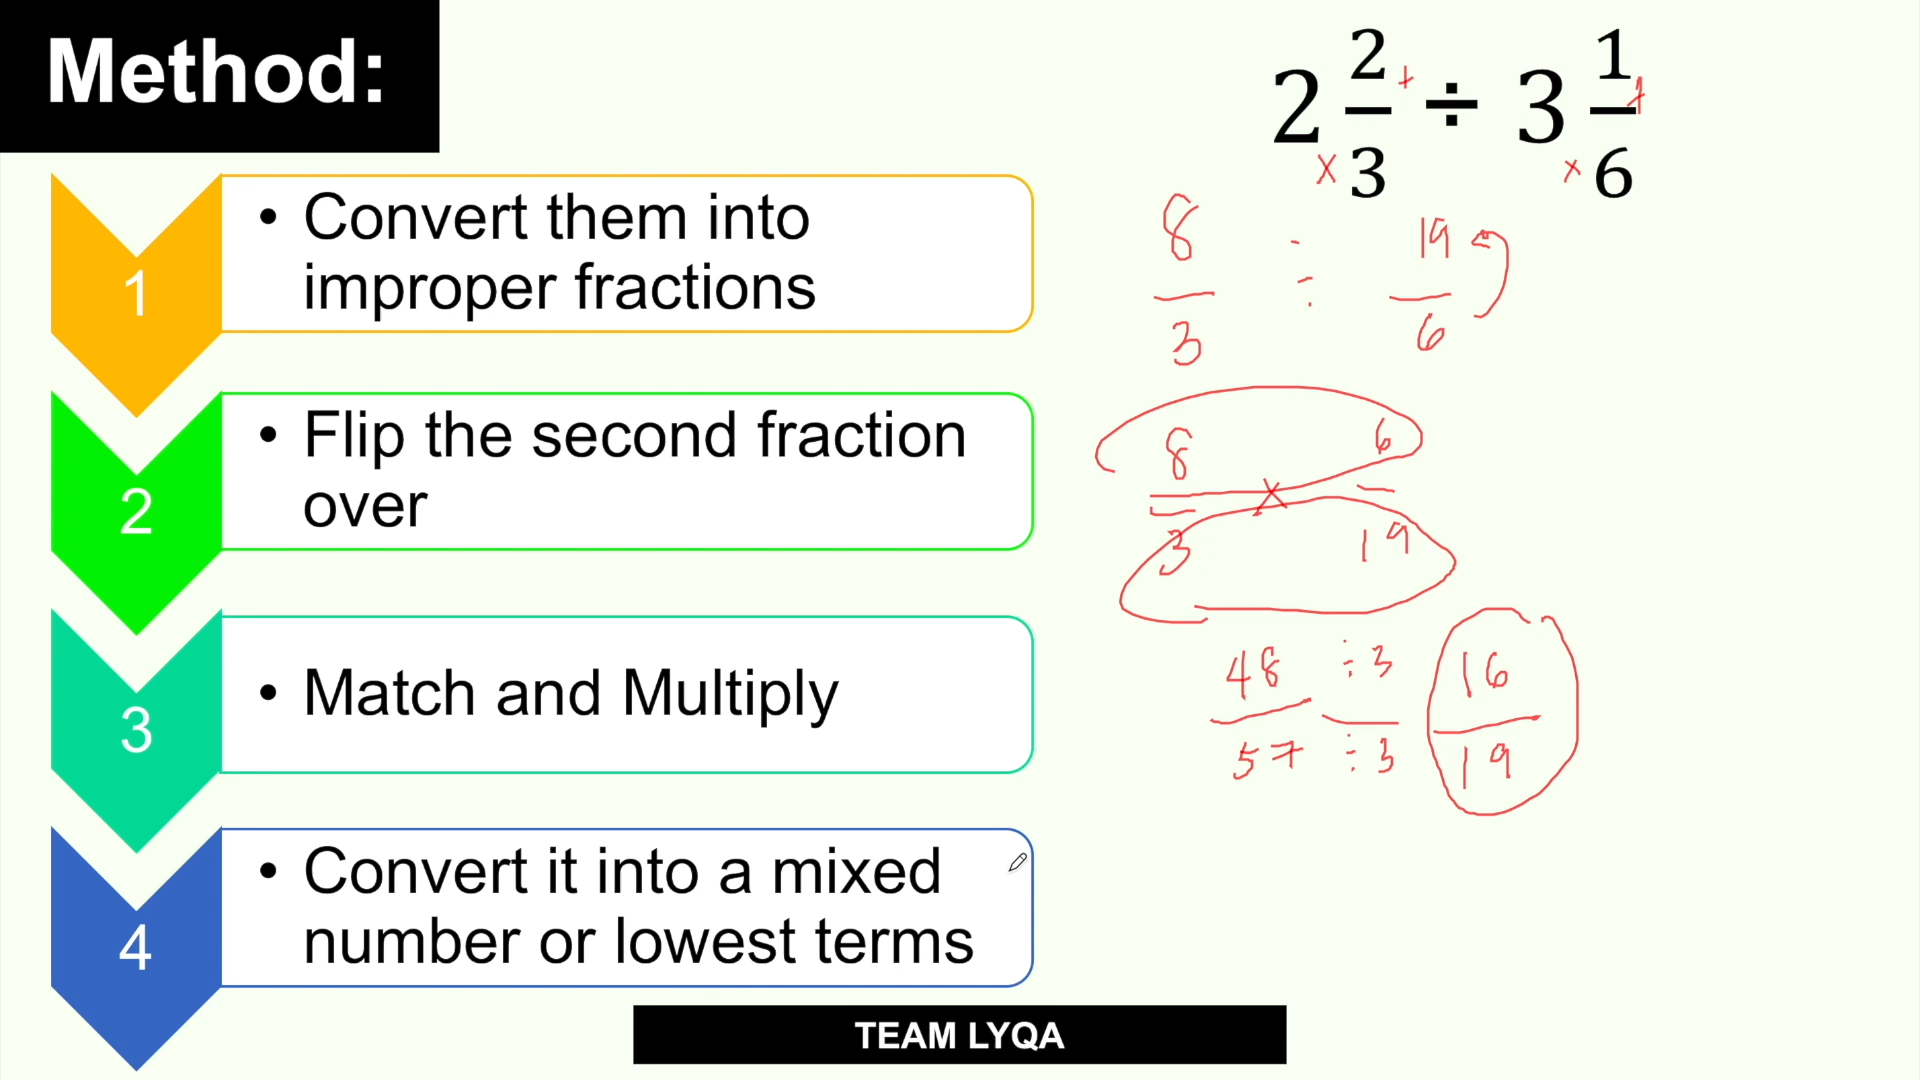 Method:
1
• Convert them into
improper fractions
2
• Flip the second fraction
over
3
• Match and Multiply
4
• Convert it into a mixed
number or lowest terms
2 2/3 ÷ 3 1/6
+ +
× ×
8/3 ÷ 19/6
8/3 × 6/19
48/57 ÷3/÷3 16/19
TEAM LYQA